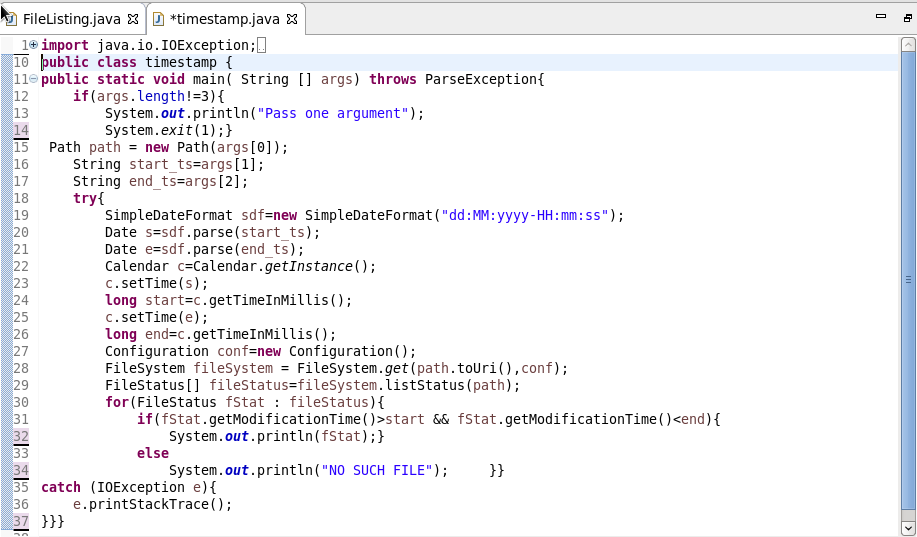 FileListing.java *timestamp.java
1 import java.io.IOException;
10 public class timestamp {
11 public static void main( String [] args) throws ParseException{
12 if(args.length!=3){
13 System.out.println("Pass one argument");
14 System.exit(1);}
15 Path path = new Path(args[0]);
16 String start_ts=args[1];
17 String end_ts=args[2];
18 try{
19 SimpleDateFormat sdf=new SimpleDateFormat("dd:MM:yyyy-HH:mm:ss");
20 Date s=sdf.parse(start_ts);
21 Date e=sdf.parse(end_ts);
22 Calendar c=Calendar.getInstance();
23 c.setTime(s);
24 long start=c.getTimeInMillis();
25 c.setTime(e);
26 long end=c.getTimeInMillis();
27 Configuration conf=new Configuration();
28 FileSystem fileSystem = FileSystem.get(path.toUri(),conf);
29 FileStatus[] fileStatus=fileSystem.listStatus(path);
30 for(FileStatus fStat : fileStatus){
31 if(fStat.getModificationTime()>start && fStat.getModificationTime()<end){
32 System.out.println(fStat);}
33 else
34 System.out.println("NO SUCH FILE"); }}
35 catch (IOException e){
36 e.printStackTrace();
37 }}}